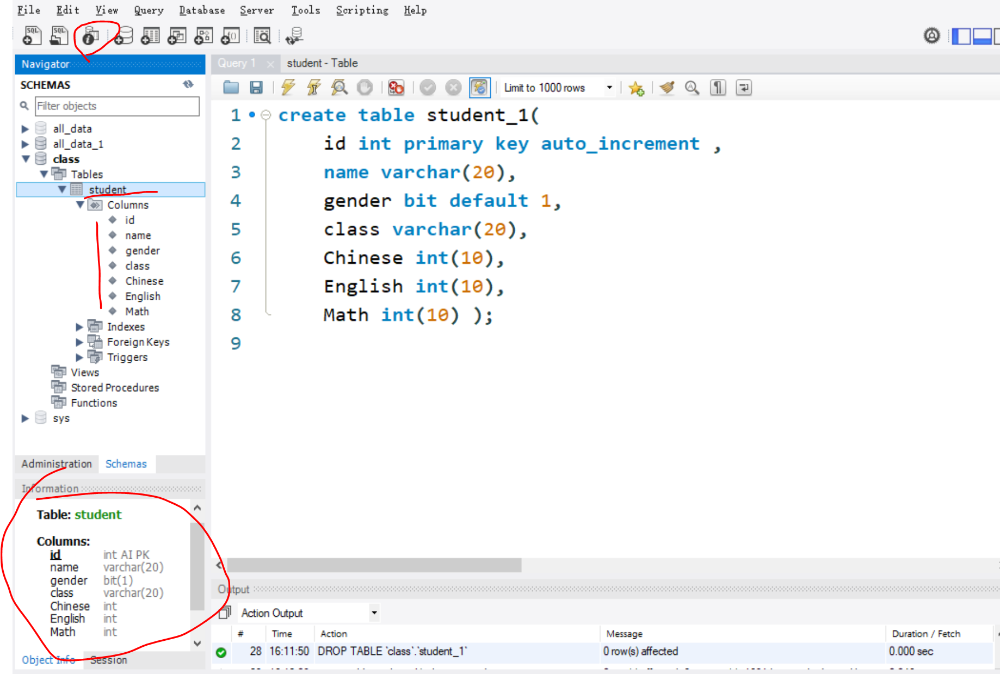 File Edit View Query Database Server Tools Scripting Help
SQL SQL
Navigator
Query 1 student - Table
SCHEMAS
Limit to 1000 rows
Filter objects
all_data
all_data_1
class
Tables
student
Columns
id
name
gender
class
Chinese
English
Math
Indexes
Foreign Keys
Triggers
Views
Stored Procedures
Functions
sys
1 create table student_1(
2 id int primary key auto_increment ,
3 name varchar(20),
4 gender bit default 1,
5 class varchar(20),
6 Chinese int(10),
7 English int(10),
8 Math int(10) );
9
Administration Schemas
Information
Table: student
Columns:
id int AI PK
name varchar(20)
gender bit(1)
class varchar(20)
Chinese int
English int
Math int
Object Info Session
Output
Action Output
# Time Action Message Duration / Fetch
28 16:11:50 DROP TABLE `class`.`student_1` 0 row(s) affected 0.000 sec